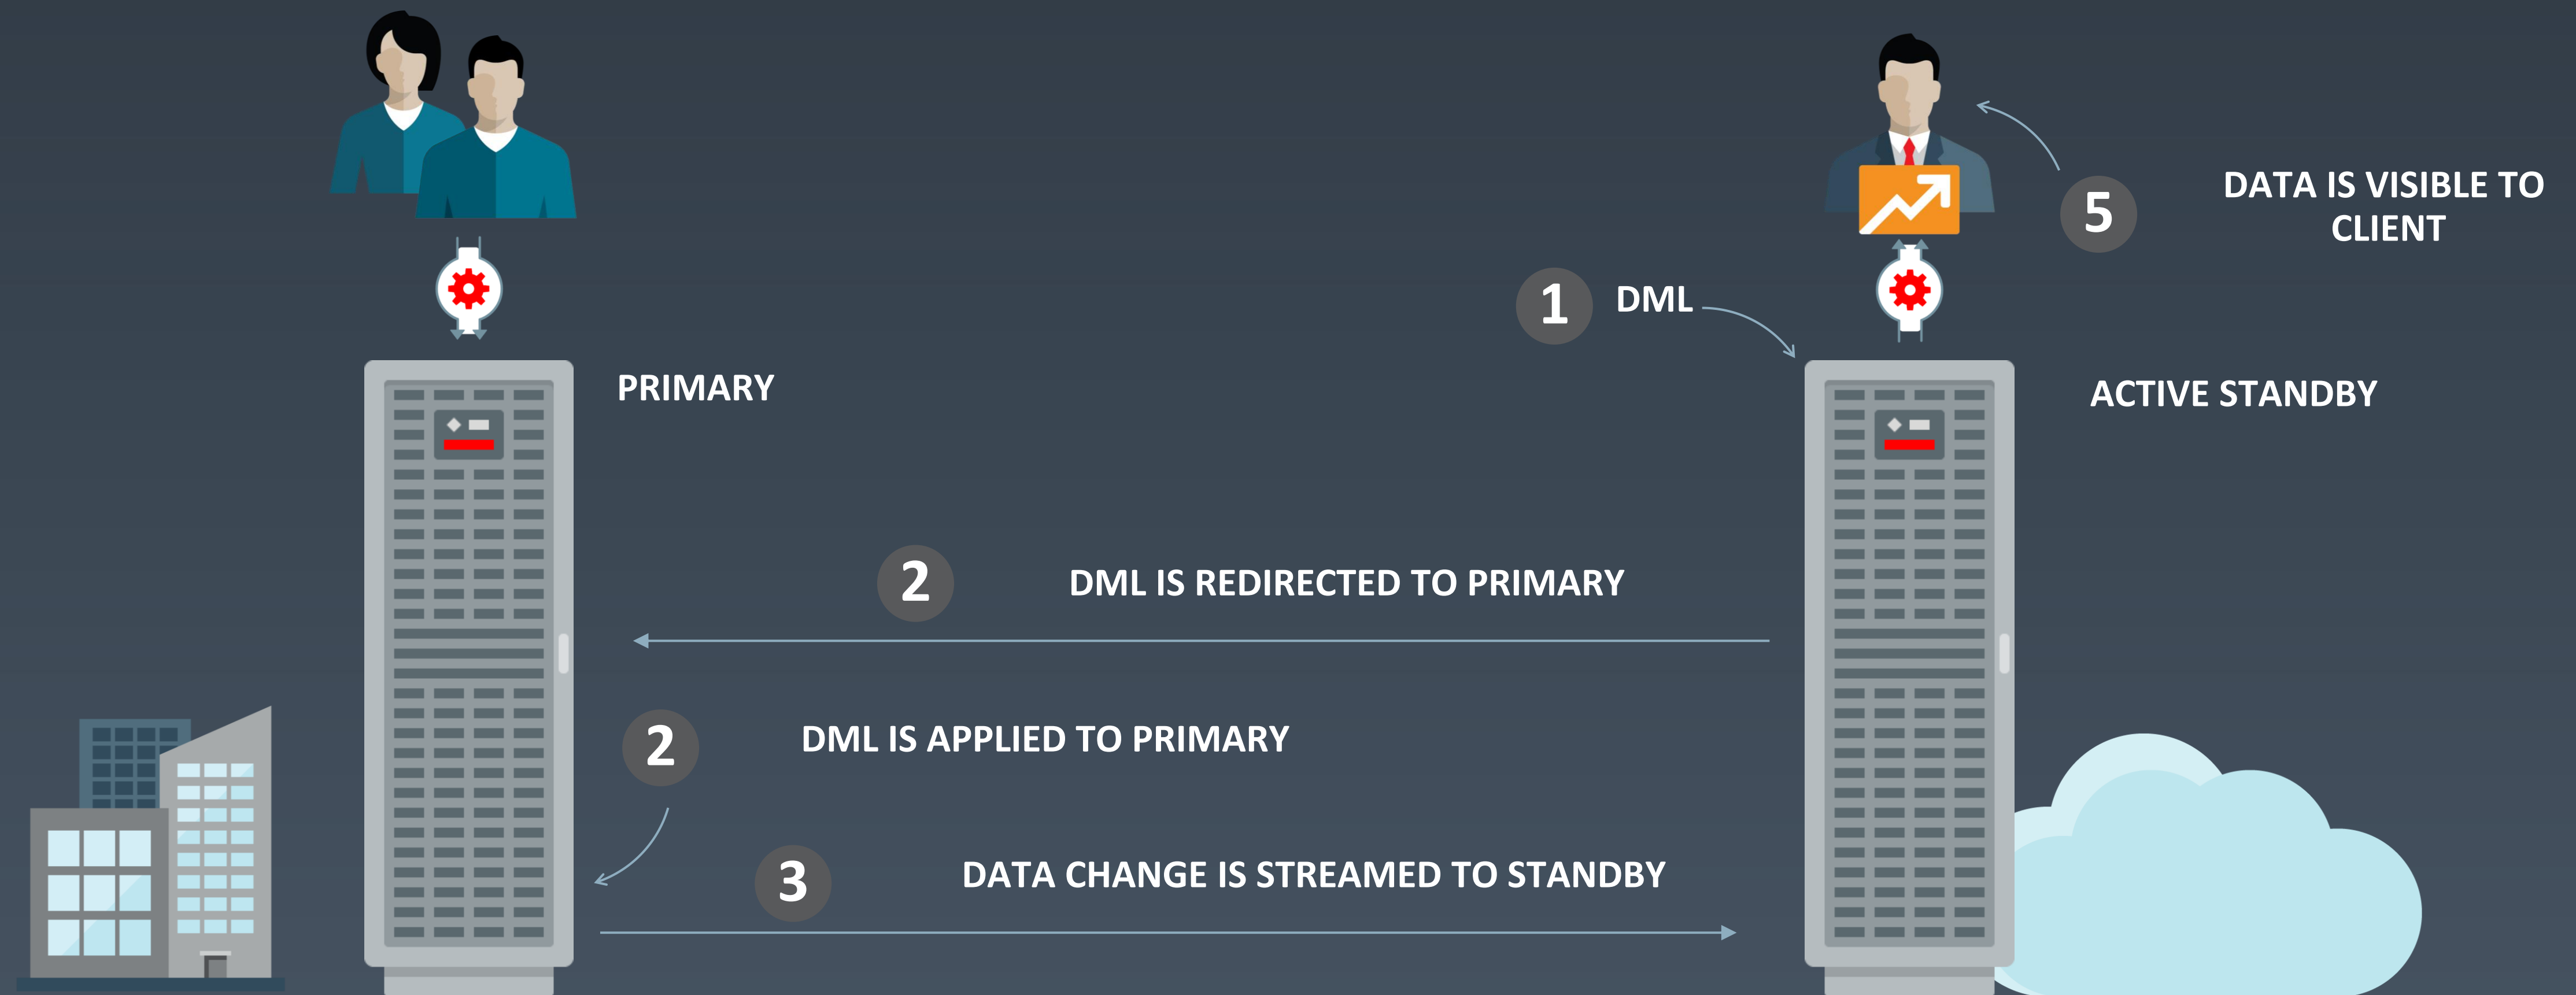 DATA IS VISIBLE TO
CLIENT
5
1 DML
PRIMARY
ACTIVE STANDBY
2 DML IS REDIRECTED TO PRIMARY
2 DML IS APPLIED TO PRIMARY
3 DATA CHANGE IS STREAMED TO STANDBY